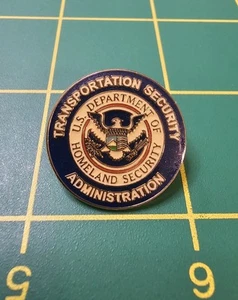 TRANSPORTATION SECURITY
ADMINISTRATION
U.S. DEPARTMENT OF
HOMELAND SECURITY
5
6